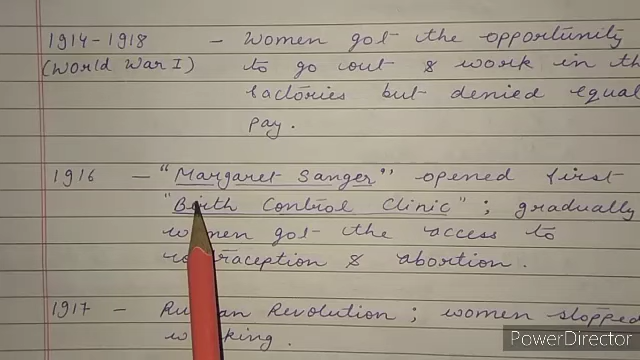 1914-1918 - Women got the opportunity
(World War I) to go out & work in th
factories but denied equal
pay.
1916 - "Margaret Sanger" opened first
"Birth Control Clinic"; gradually
women got the access to
contraception & abortion.
1917 - Russian Revolution; women stopped
working.
PowerDirector